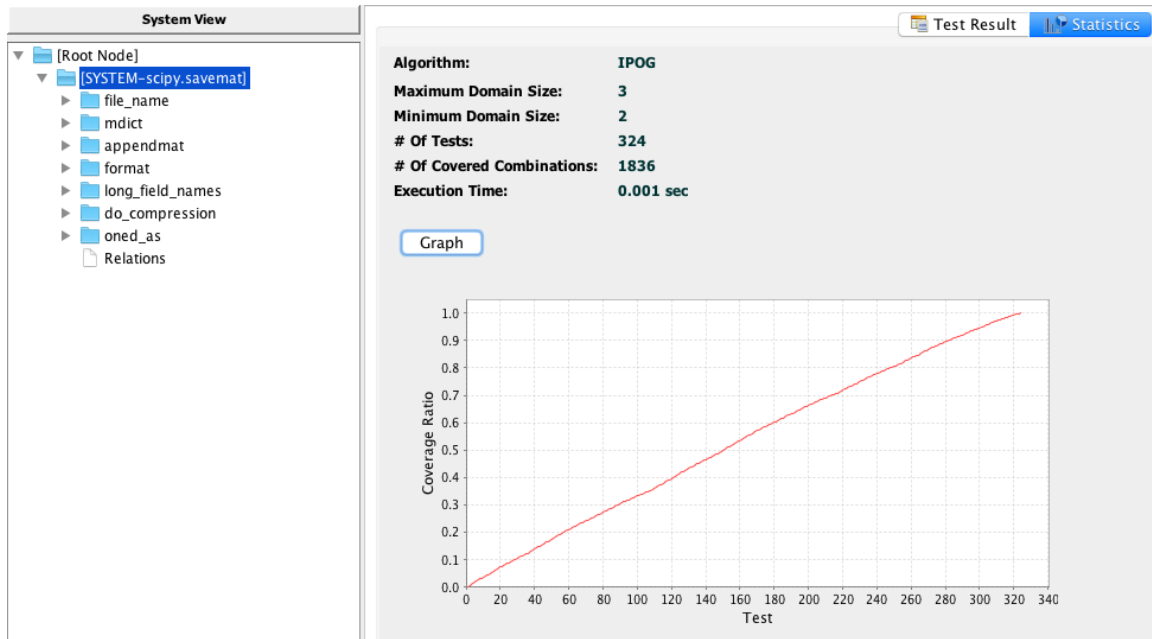 System View
[Root Node]
[SYSTEM-scipy.savemat]
file_name
mdict
appendmat
format
long_field_names
do_compression
oned_as
Relations
Test Result Statistics
Algorithm: IPOG
Maximum Domain Size: 3
Minimum Domain Size: 2
# Of Tests: 324
# Of Covered Combinations: 1836
Execution Time: 0.001 sec
Graph
1.0
0.9
0.8
0.7
0.6
0.5
0.4
0.3
0.2
0.1
0.0
Coverage Ratio
0 20 40 60 80 100 120 140 160 180 200 220 240 260 280 300 320 340
Test